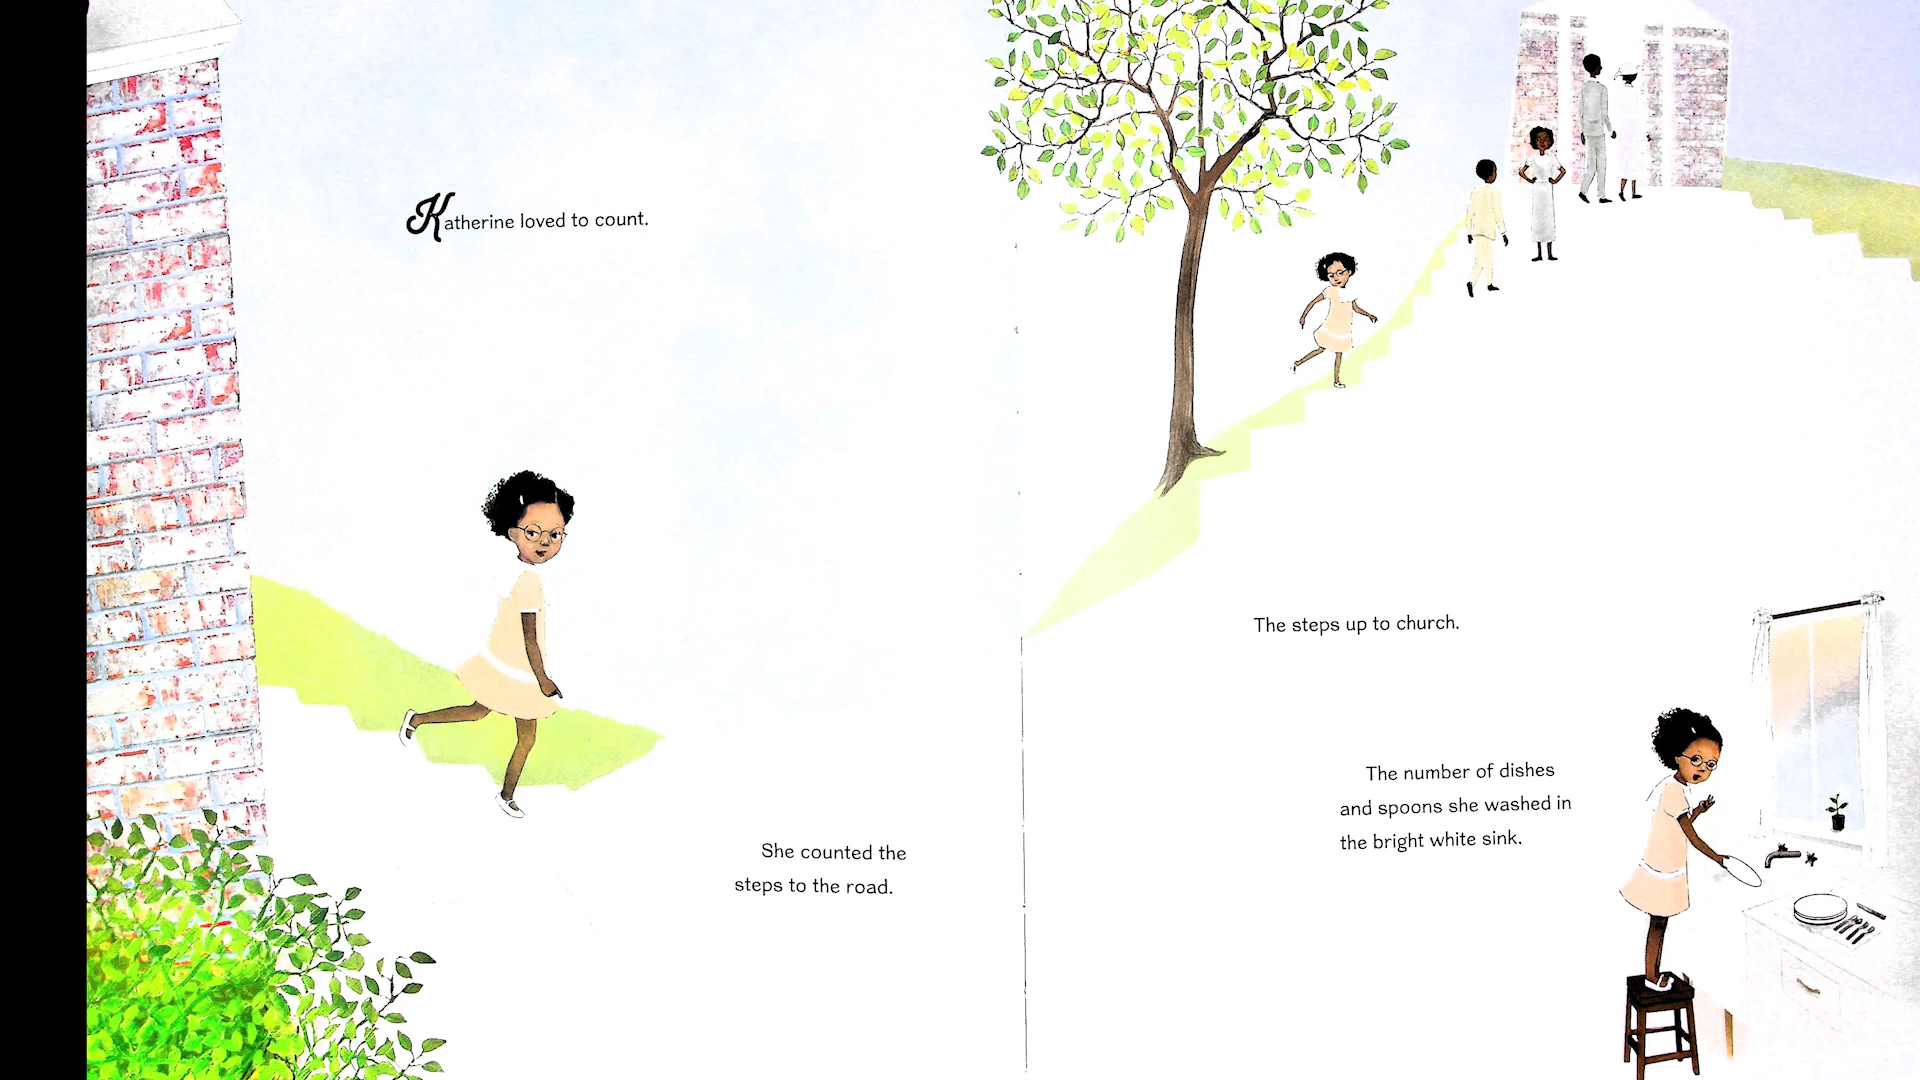 Katherine loved to count.
She counted the
steps to the road.
The steps up to church.
The number of dishes
and spoons she washed in
the bright white sink.